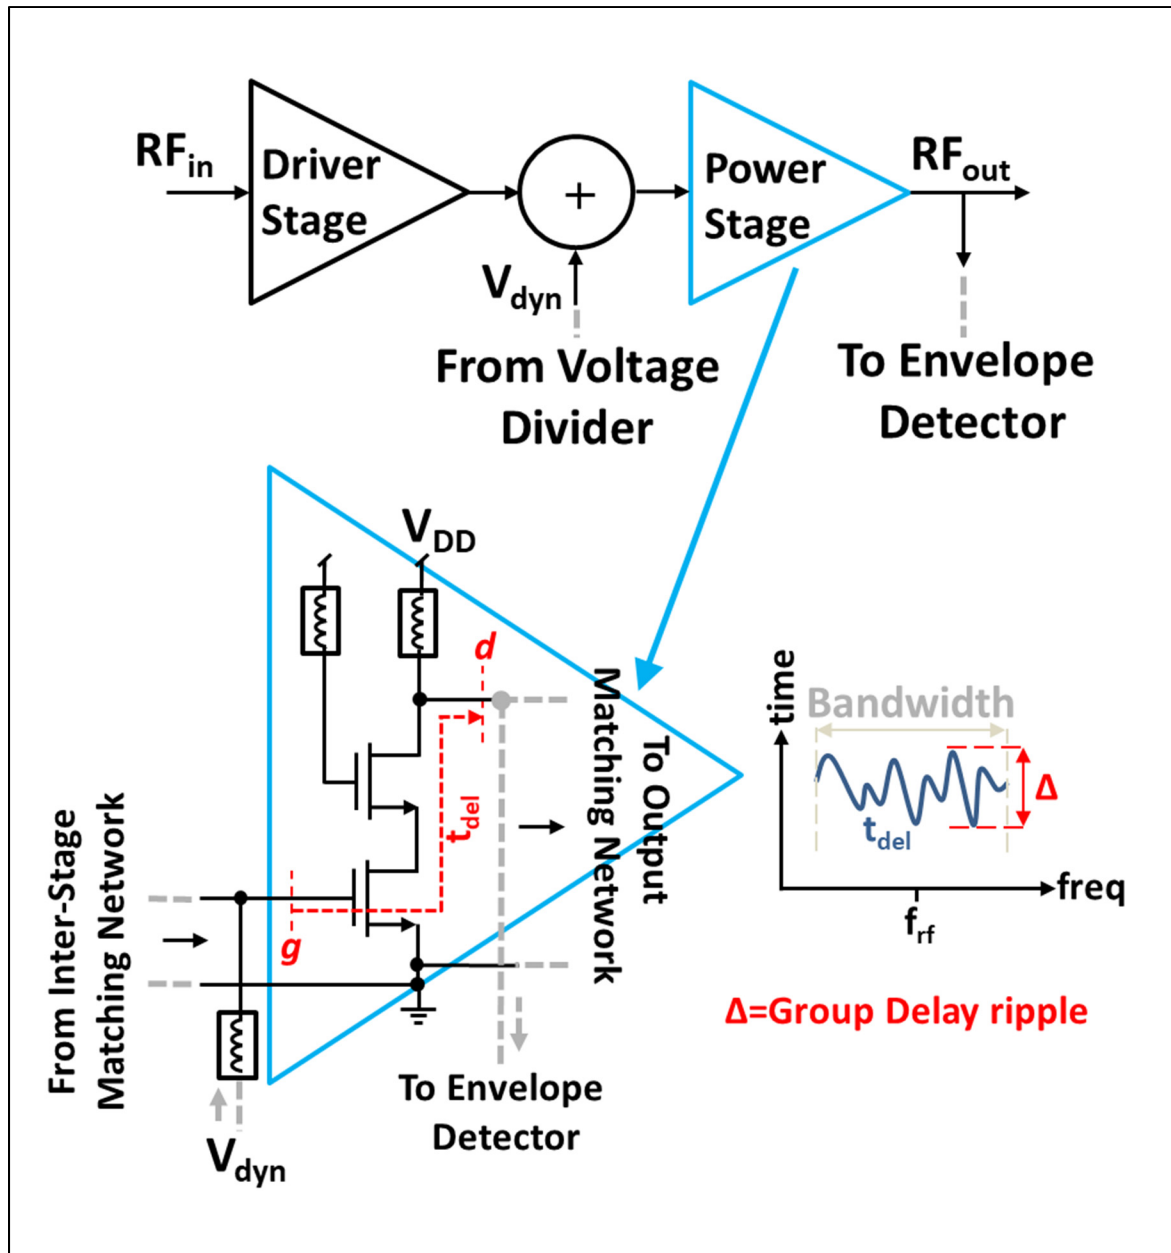 RFin
Driver
Stage
+
Vdyn
From Voltage
Divider
Power
Stage
RFout
To Envelope
Detector
VDD
d
tdel
g
From Inter-Stage
Matching Network
Vdyn
To Output
Matching Network
To Envelope
Detector
time
Bandwidth
tdel
Δ
freq
frf
Δ=Group Delay ripple